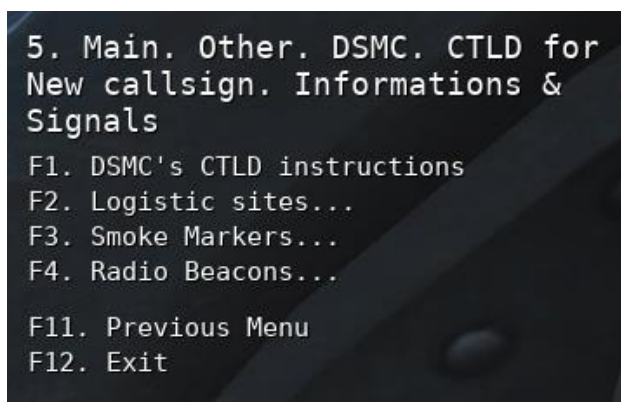 5. Main. Other. DSMC. CTLD for
New callsign. Informations &
Signals
F1. DSMC's CTLD instructions
F2. Logistic sites...
F3. Smoke Markers...
F4. Radio Beacons...
F11. Previous Menu
F12. Exit